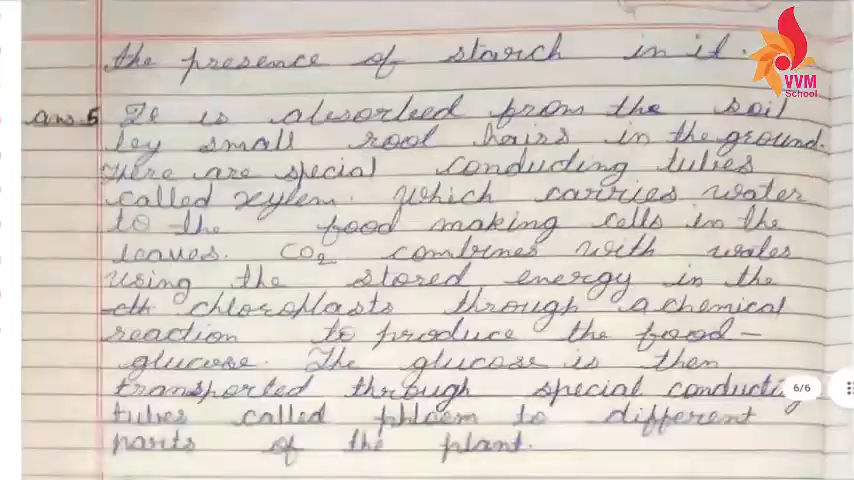 the presence of starch in it.
VVM
School
ans 5 It is absorbed from the soil
by small root hairs in the ground.
There are special conducting tubes
called xylem. which carries water
to the food making cells in the
leaves. CO2 combines with water
using the stored energy in the
chloroplasts through a chemical
reaction to produce the food -
glucose. The glucose is then
transported through special conducting
6/6
tubes called phloem to different
parts of the plant.